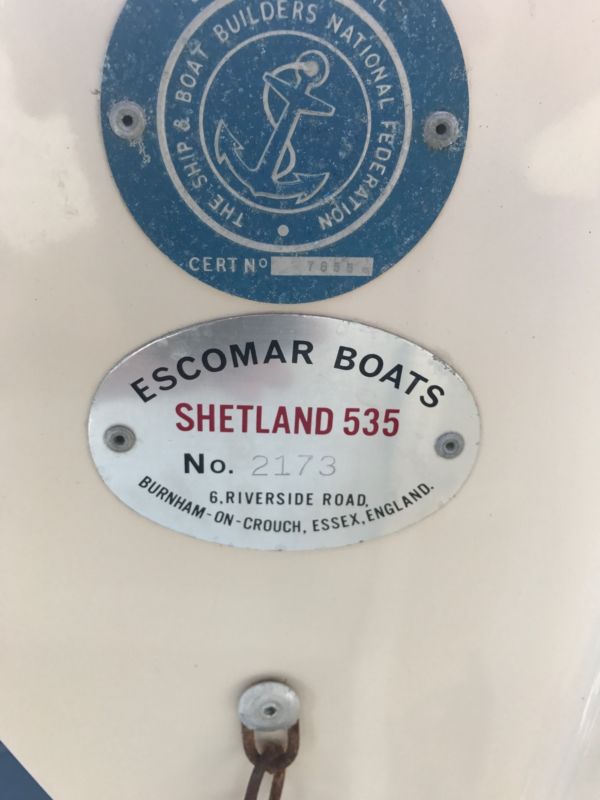 THE SHIP & BOAT BUILDERS NATIONAL FEDERATION
CERT Nº 7855
ESCOMAR BOATS
SHETLAND 535
No. 2173
6, RIVERSIDE ROAD,
BURNHAM-ON-CROUCH, ESSEX, ENGLAND.